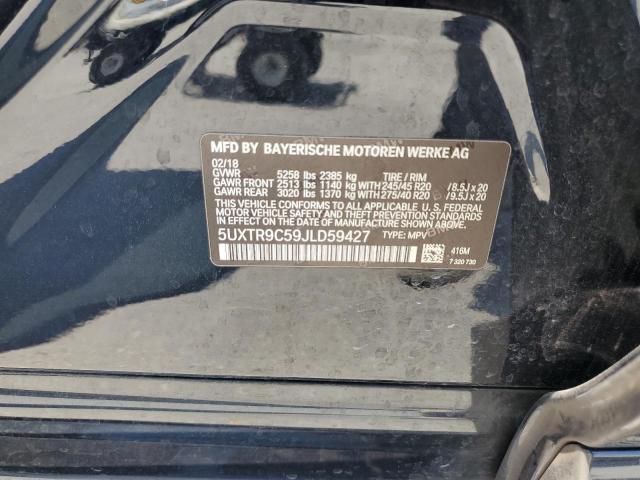 MFD BY BAYERISCHE MOTOREN WERKE AG
02/18
GVWR 5258 lbs 2385 kg TIRE / RIM
GAWR FRONT 2513 lbs 1140 kg WITH 245/45 R20 / 8.5J x 20
GAWR REAR 3020 lbs 1370 kg WITH 275/40 R20 / 9.5J x 20
THIS VEHICLE CONFORMS TO ALL APPLICABLE U. S. FEDERAL
MOTOR VEHICLE SAFETY, BUMPER, AND THEFT PREVENTION
STANDARDS IN EFFECT ON THE DATE OF MANUFACTURE SHOWN ABOVE.
5UXTR9C59JLD59427 TYPE: MPV
416M
7 320 730